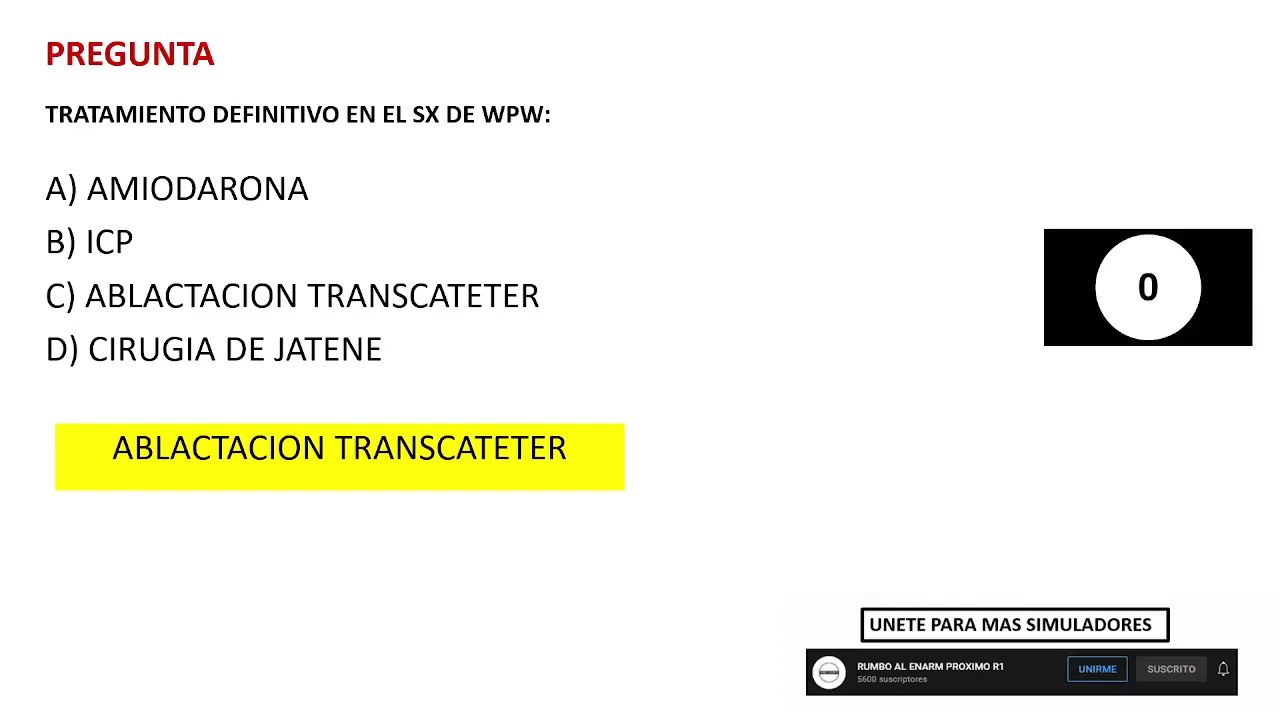 PREGUNTA
TRATAMIENTO DEFINITIVO EN EL SX DE WPW:
A) AMIODARONA
B) ICP
C) ABLACTACION TRANSCATETER
D) CIRUGIA DE JATENE
0
ABLACTACION TRANSCATETER
UNETE PARA MAS SIMULADORES
RUMBO AL ENARM PROXIMO R1
5600 suscriptores
UNIRME
SUSCRITO